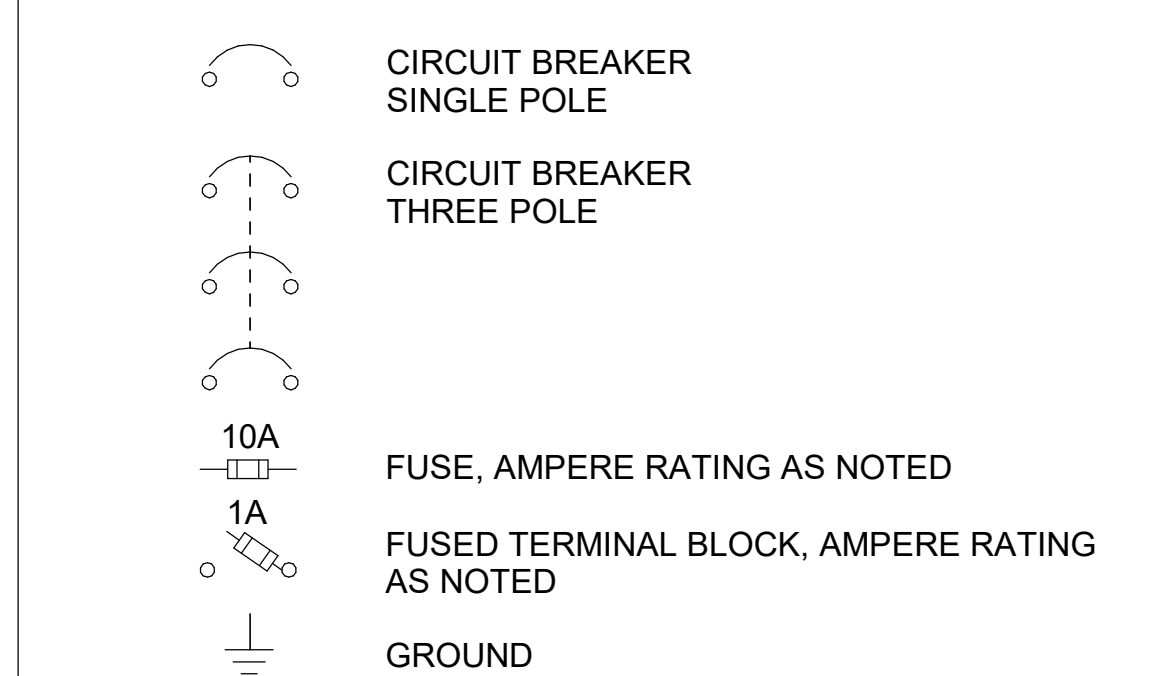 CIRCUIT BREAKER
SINGLE POLE
CIRCUIT BREAKER
THREE POLE
10A
FUSE, AMPERE RATING AS NOTED
1A
FUSED TERMINAL BLOCK, AMPERE RATING
AS NOTED
GROUND